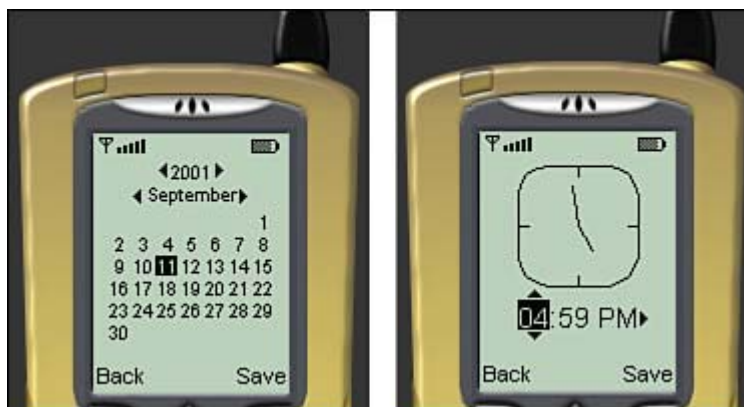 2001
September
1
2 3 4 5 6 7 8
9 10 11 12 13 14 15
16 17 18 19 20 21 22
23 24 25 26 27 28 29
30
Back Save
04:59 PM
Back Save